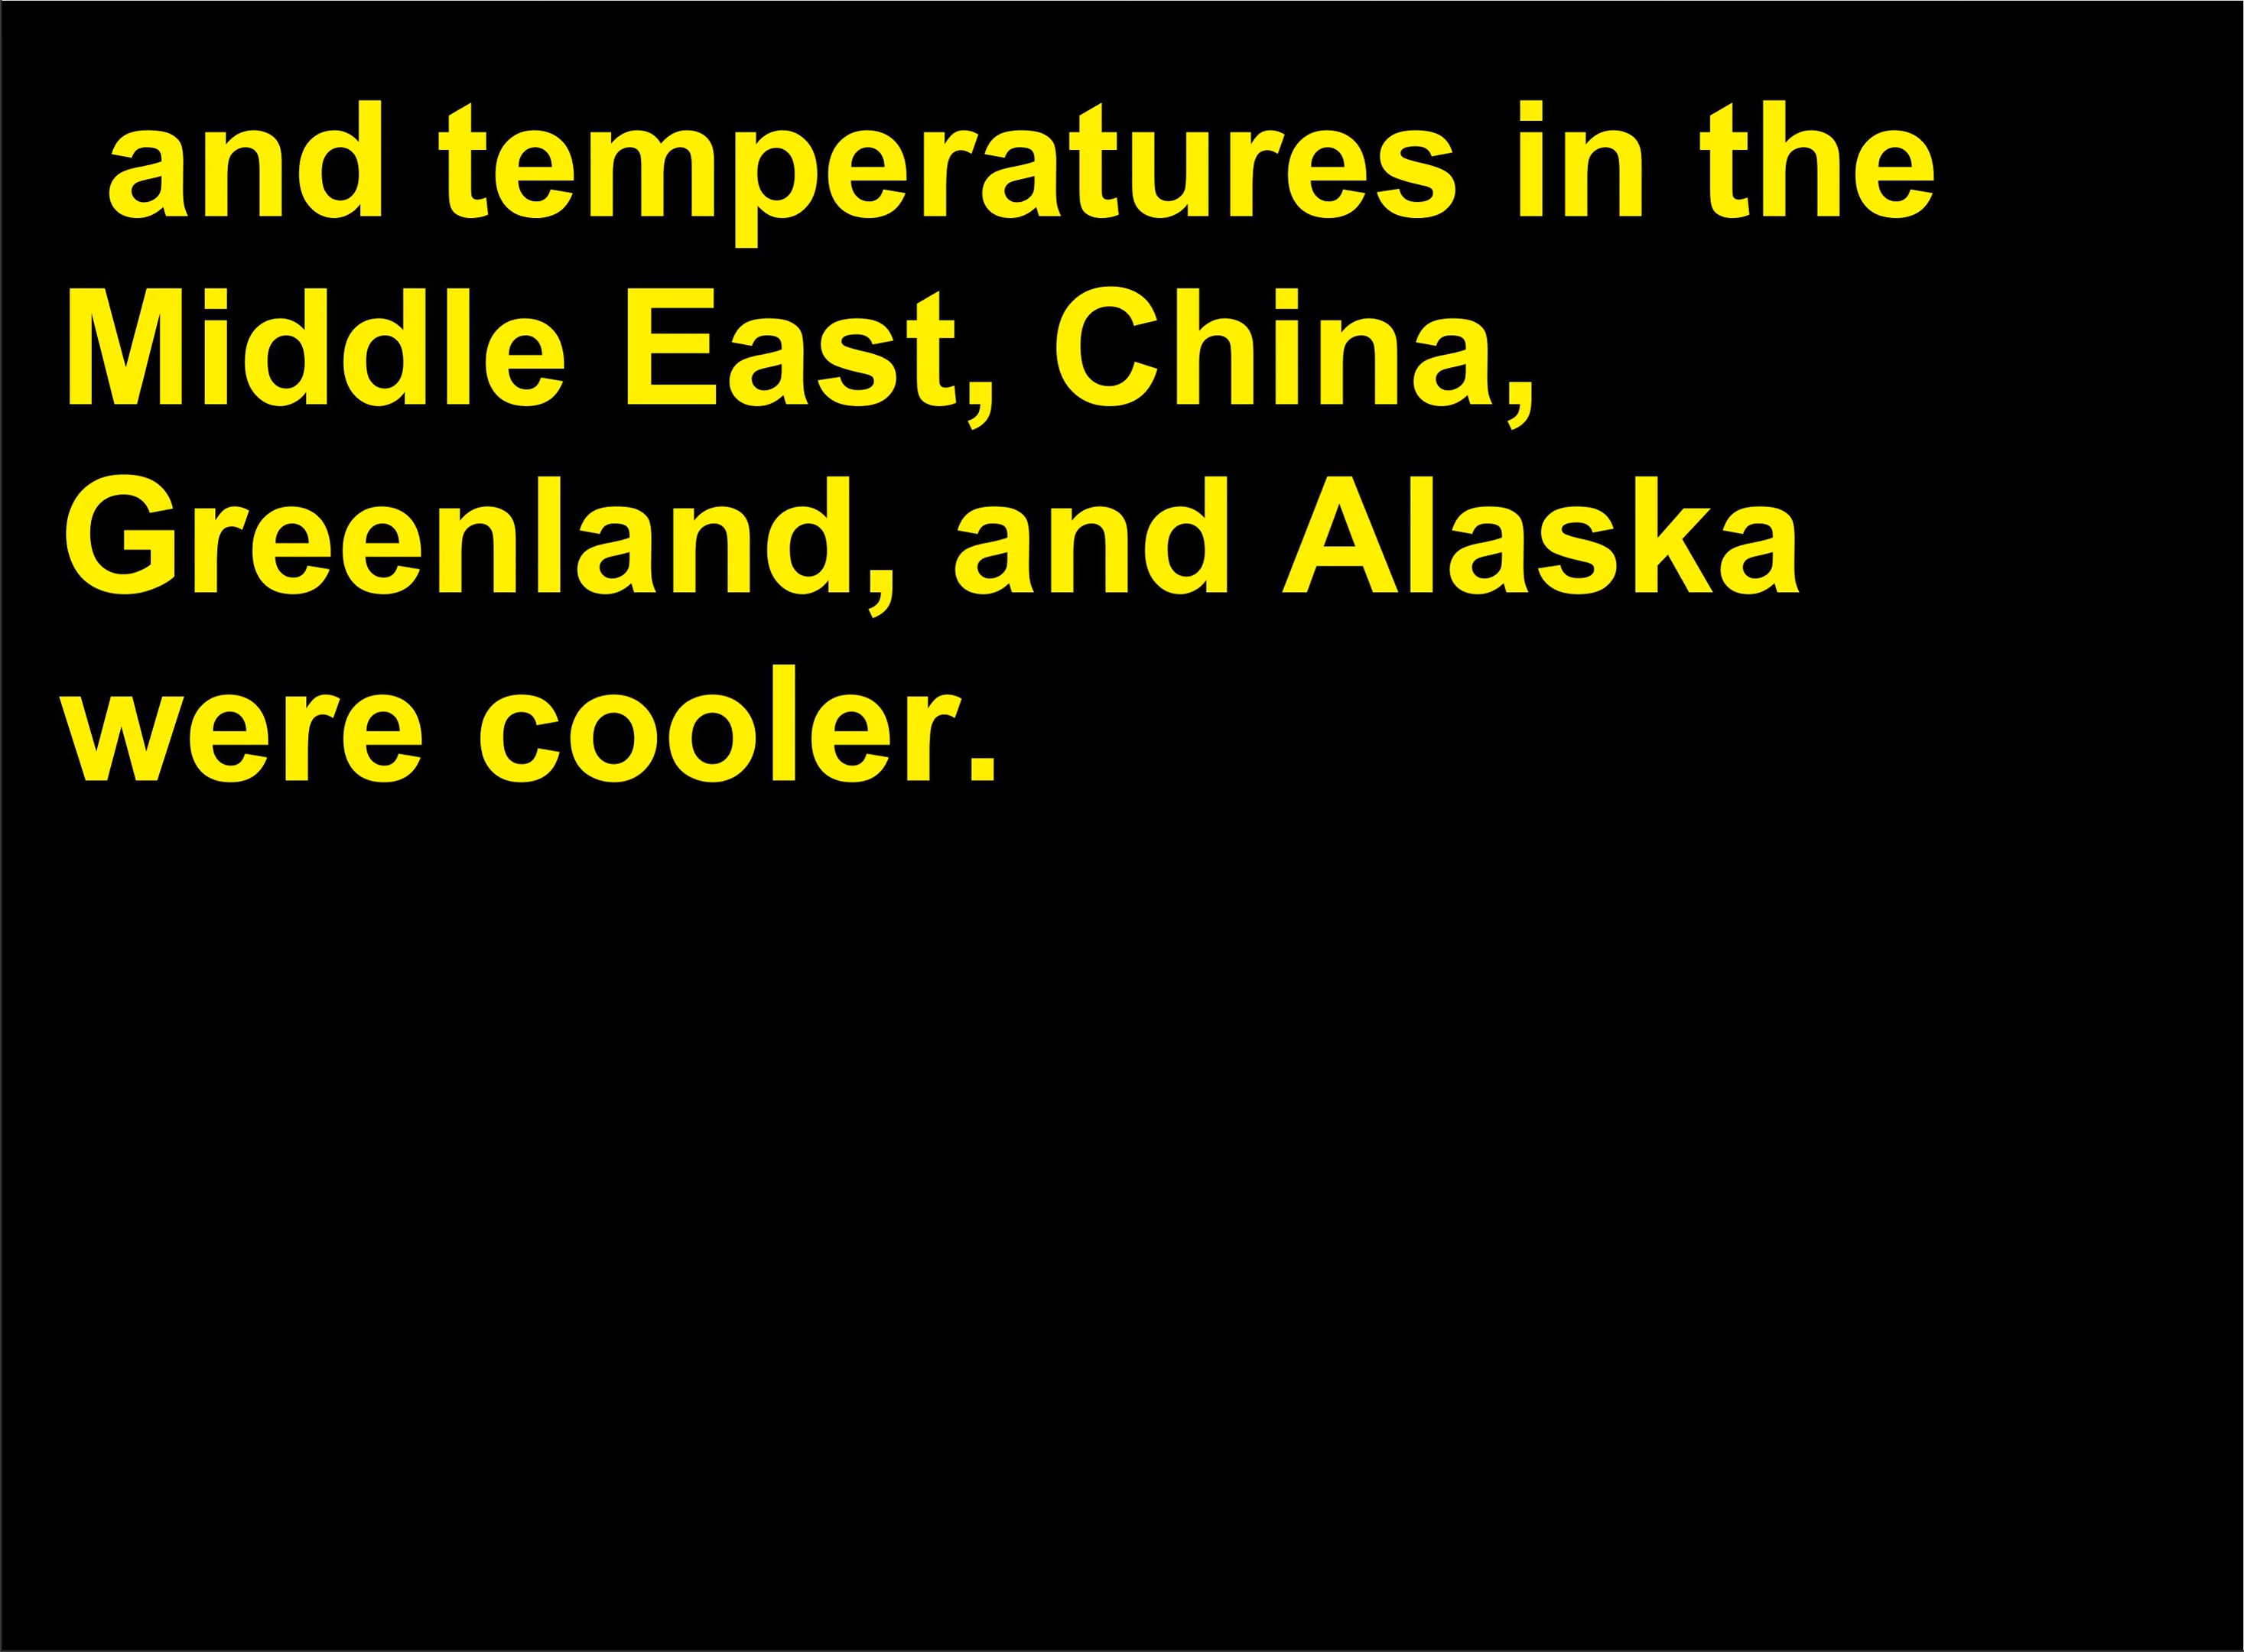 and temperatures in the
Middle East, China,
Greenland, and Alaska
were cooler.